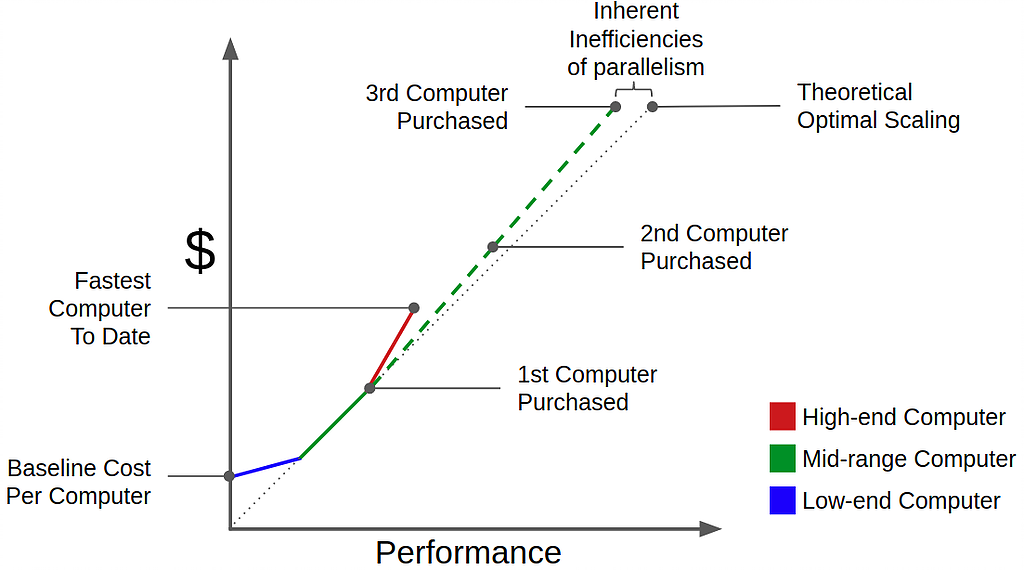 Inherent
Inefficiencies
of parallelism
3rd Computer
Purchased
Theoretical
Optimal Scaling
$
2nd Computer
Purchased
Fastest
Computer
To Date
1st Computer
Purchased
Baseline Cost
Per Computer
High-end Computer
Mid-range Computer
Low-end Computer
Performance